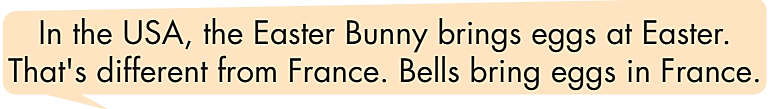 In the USA, the Easter Bunny brings eggs at Easter.
That's different from France. Bells bring eggs in France.